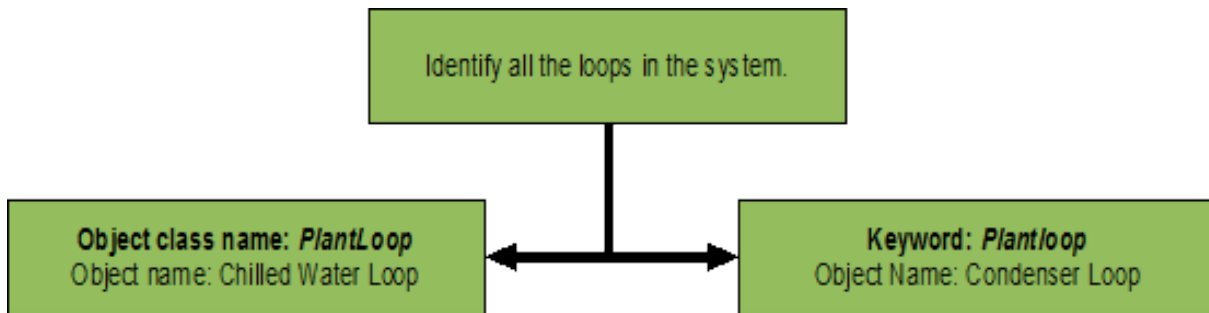 Identify all the loops in the system.
Object class name: PlantLoop
Object name: Chilled Water Loop
Keyword: Plantloop
Object Name: Condenser Loop